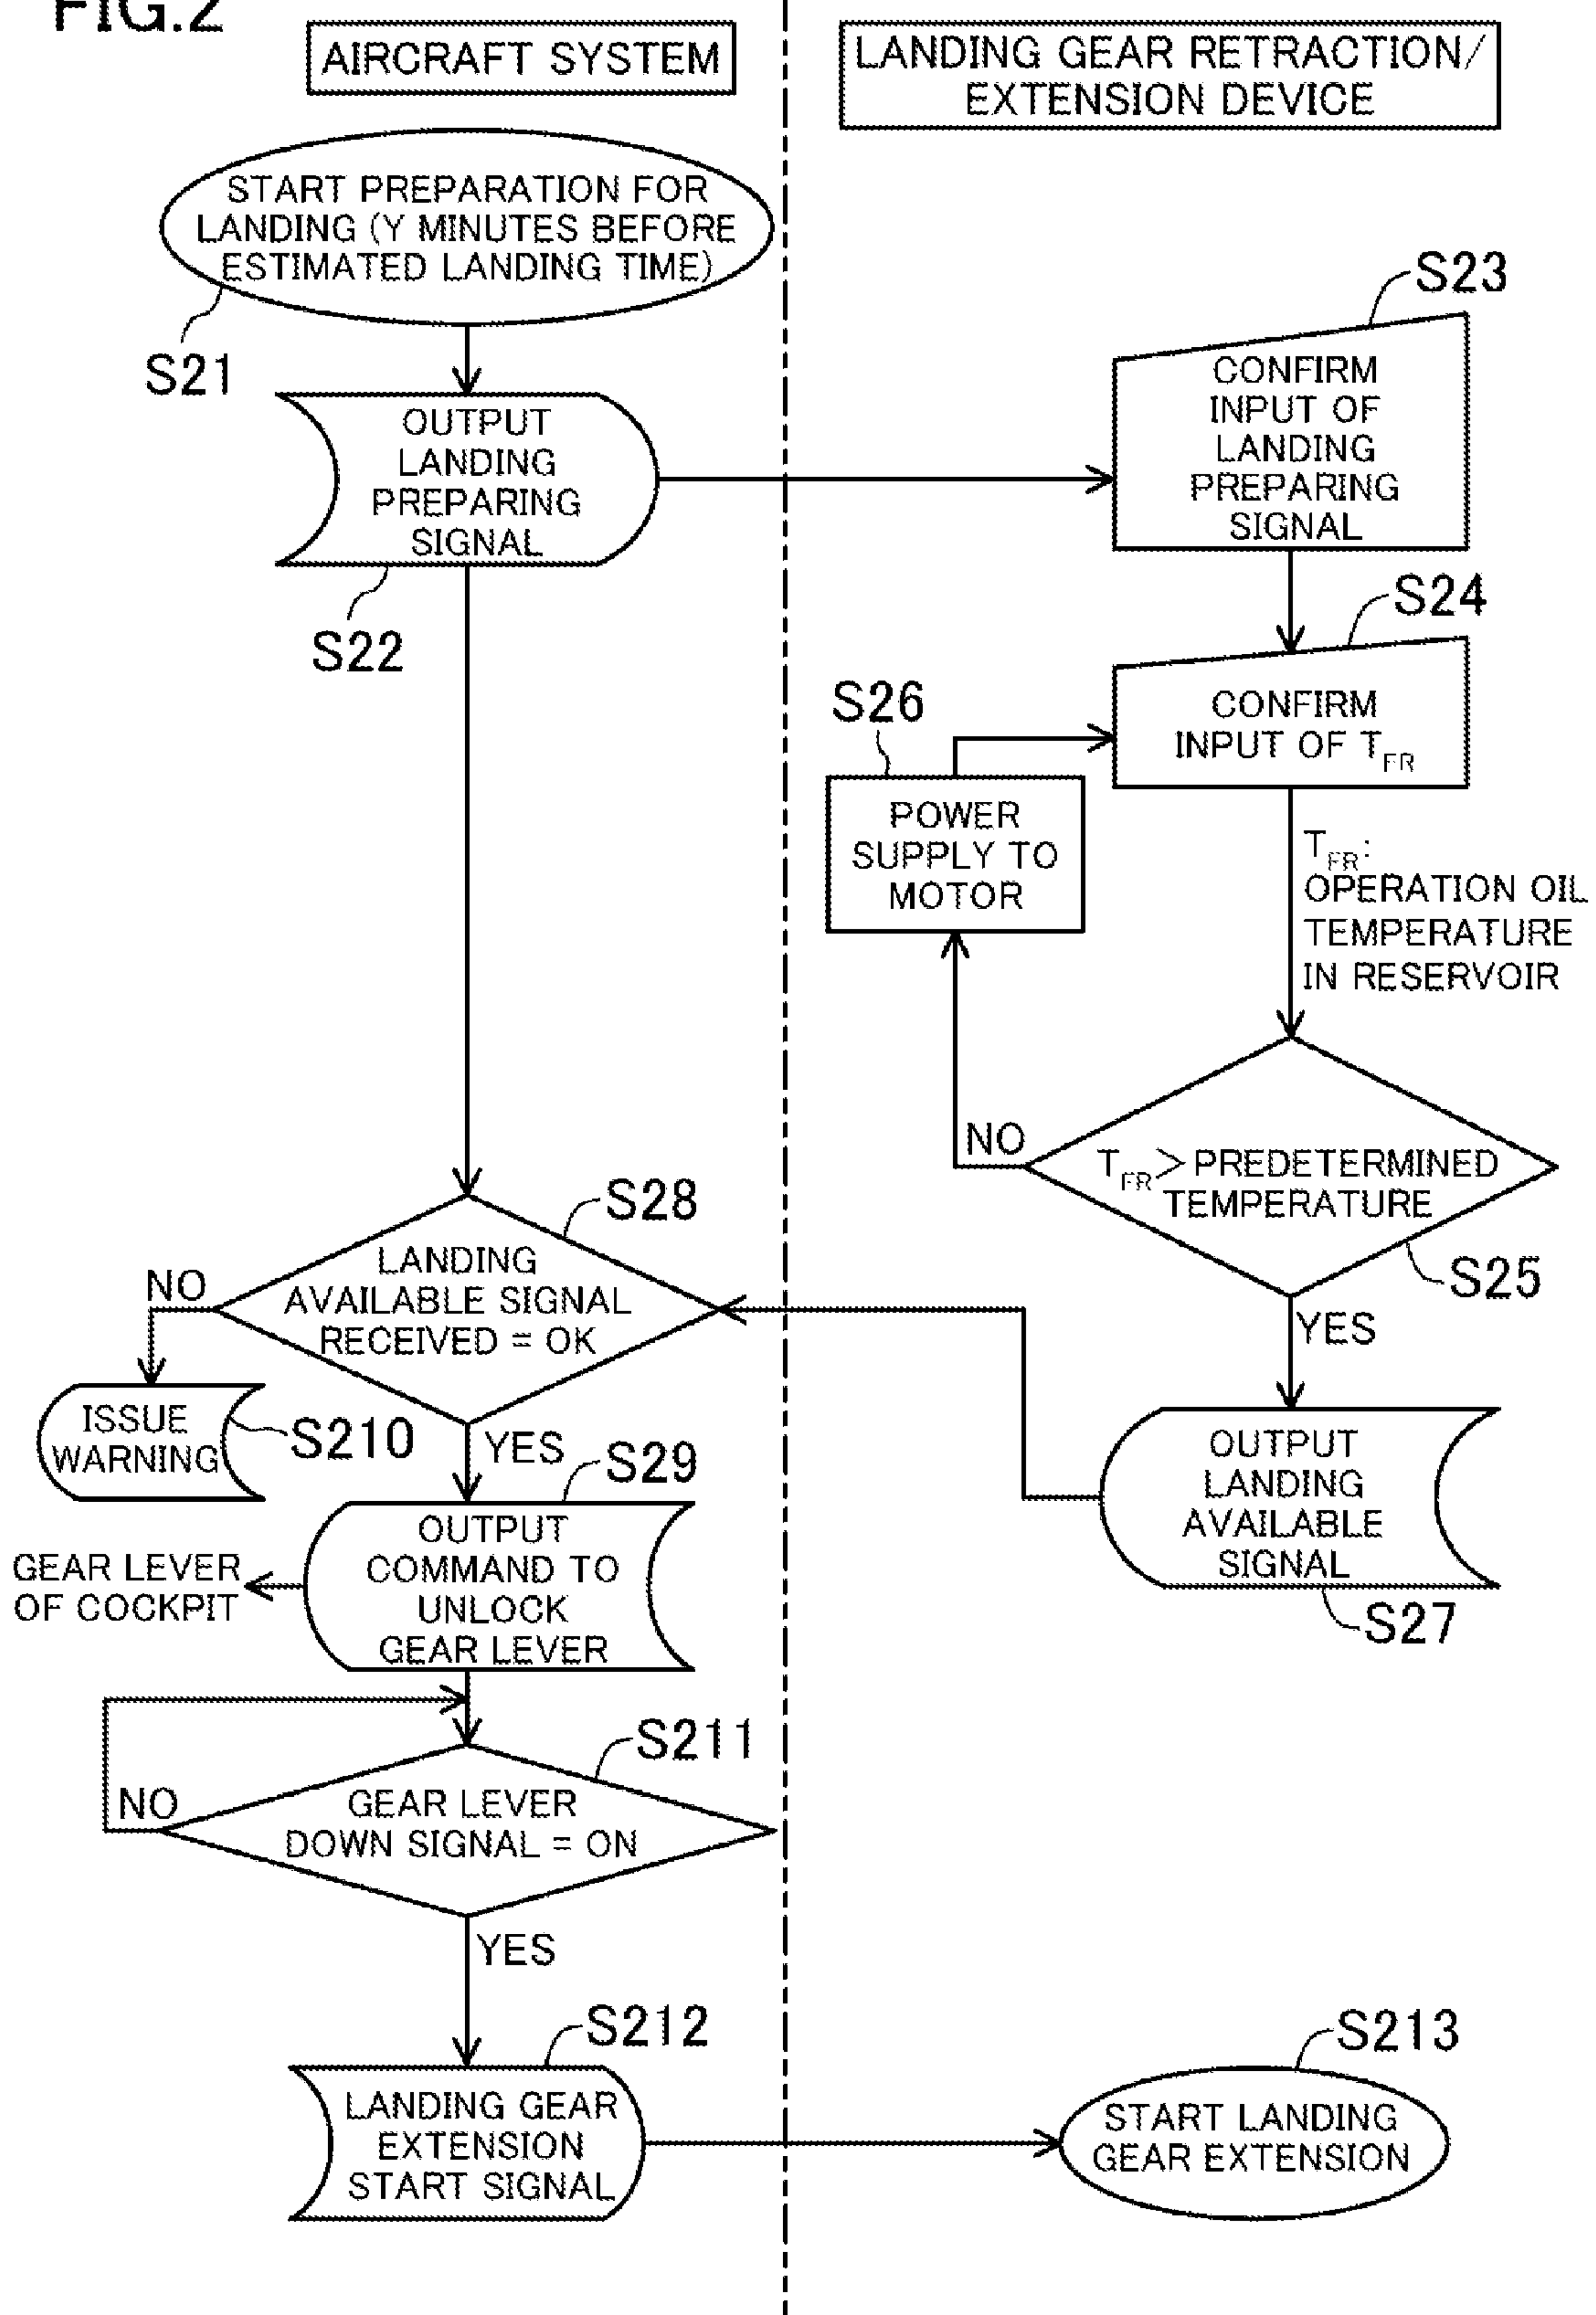 FIG.2
AIRCRAFT SYSTEM
LANDING GEAR RETRACTION/
EXTENSION DEVICE
START PREPARATION FOR
LANDING (Y MINUTES BEFORE
ESTIMATED LANDING TIME)
S21
OUTPUT
LANDING
PREPARING
SIGNAL
S22
S23
CONFIRM
INPUT OF
LANDING
PREPARING
SIGNAL
S24
CONFIRM
INPUT OF TFR
S26
POWER
SUPPLY TO
MOTOR
TFR:
OPERATION OIL
TEMPERATURE
IN RESERVOIR
NO
TFR>PREDETERMINED
TEMPERATURE
S25
YES
S28
LANDING
AVAILABLE SIGNAL
RECEIVED = OK
NO
ISSUE
WARNING
S210
YES
S29
OUTPUT
COMMAND TO
UNLOCK
GEAR LEVER
GEAR LEVER
OF COCKPIT
OUTPUT
LANDING
AVAILABLE
SIGNAL
S27
S211
GEAR LEVER
DOWN SIGNAL = ON
NO
YES
S212
LANDING GEAR
EXTENSION
START SIGNAL
S213
START LANDING
GEAR EXTENSION